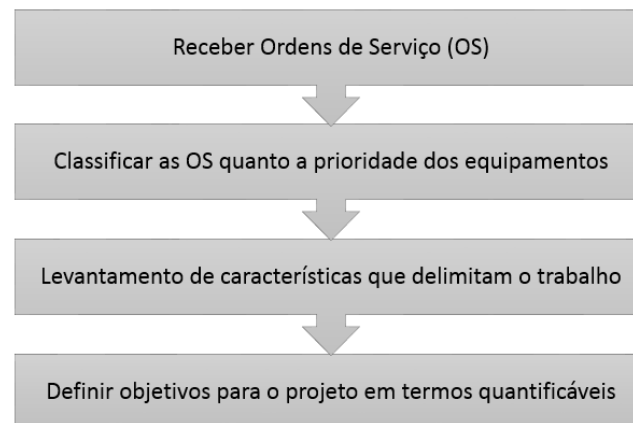 Receber Ordens de Serviço (OS)
Classificar as OS quanto a prioridade dos equipamentos
Levantamento de características que delimitam o trabalho
Definir objetivos para o projeto em termos quantificáveis